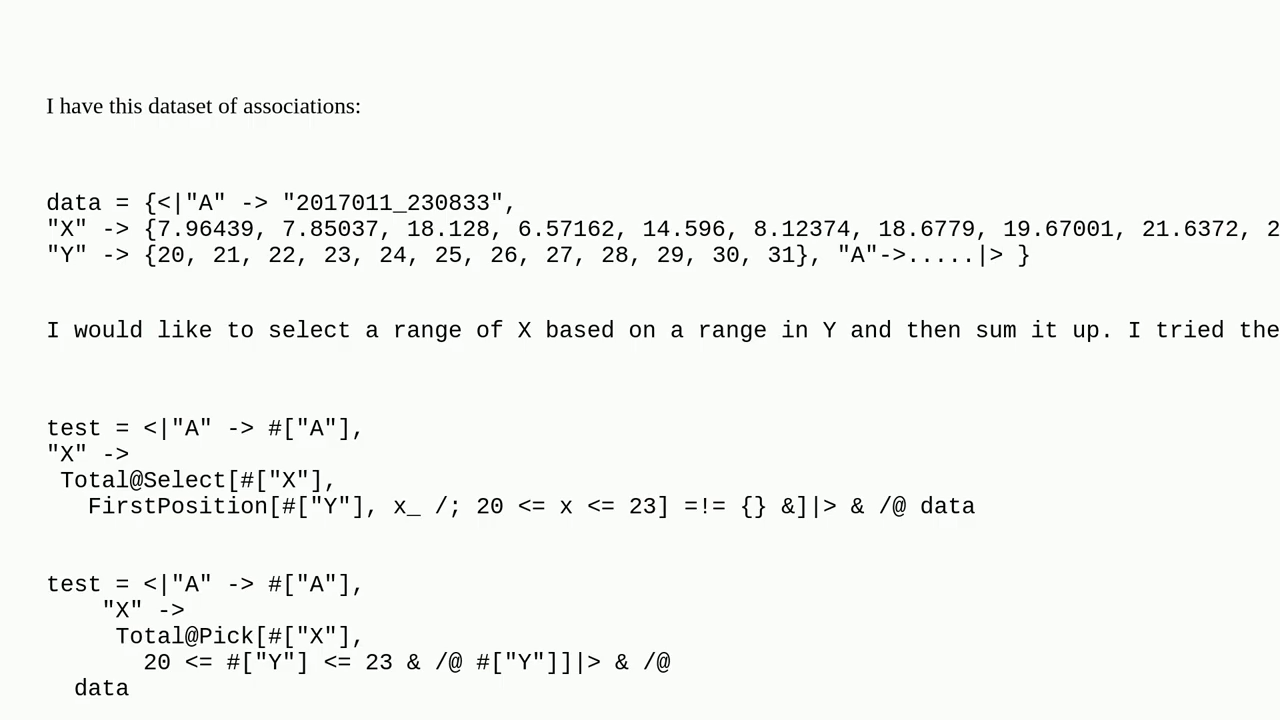 I have this dataset of associations:
data = {<|"A" -> "2017011_230833",
"X" -> {7.96439, 7.85037, 18.128, 6.57162, 14.596, 8.12374, 18.6779, 19.67001, 21.6372, 2
"Y" -> {20, 21, 22, 23, 24, 25, 26, 27, 28, 29, 30, 31}, "A"->.....|> }
I would like to select a range of X based on a range in Y and then sum it up. I tried the
test = <|"A" -> #["A"],
"X" ->
 Total@Select[#["X"],
   FirstPosition[#["Y"], x_ /; 20 <= x <= 23] =!= {} &]|> & /@ data
test = <|"A" -> #["A"],
    "X" ->
     Total@Pick[#["X"],
       20 <= #["Y"] <= 23 & /@ #["Y"]]|> & /@
  data